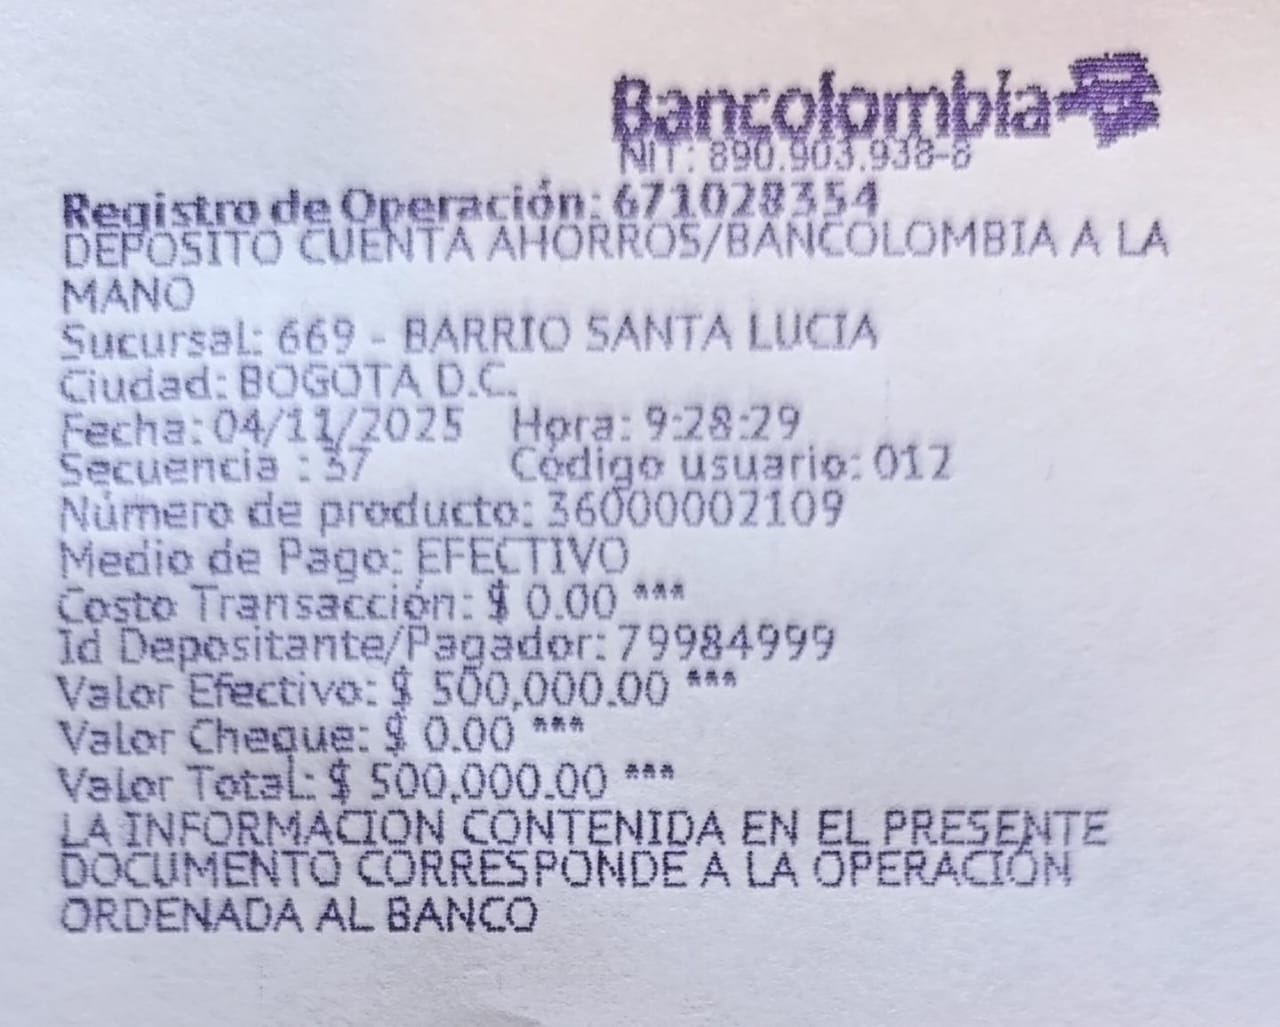 Bancolombia
NIT: 890.903.938-8
Registro de Operación: 671028354
DEPOSITO CUENTA AHORROS/BANCOLOMBIA A LA
MANO
Sucursal: 669 - BARRIO SANTA LUCIA
Ciudad: BOGOTA D.C.
Fecha: 04/11/2025 Hora: 9:28:29
Secuencia : 37 Código usuario: 012
Número de producto: 36000002109
Medio de Pago: EFECTIVO
Costo Transacción: $ 0.00 ***
Id Depositante/Pagador: 79984999
Valor Efectivo: $ 500,000.00 ***
Valor Cheque: $ 0.00 ***
Valor Total: $ 500,000.00 ***
LA INFORMACION CONTENIDA EN EL PRESENTE
DOCUMENTO CORRESPONDE A LA OPERACIÓN
ORDENADA AL BANCO